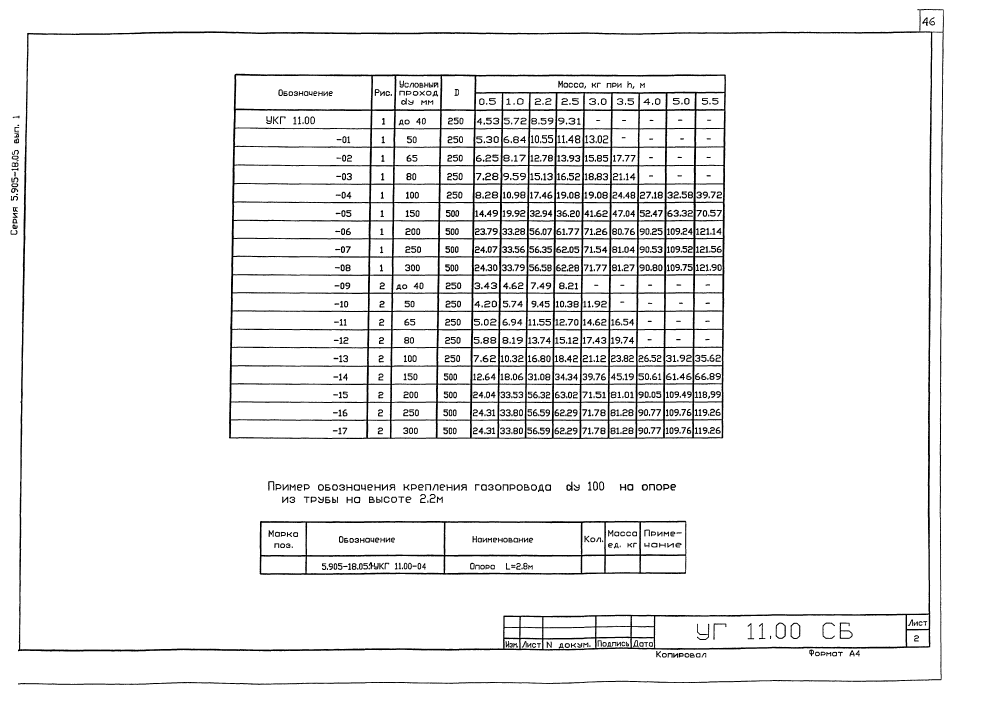 46
Серия 5.905-18.05 вып. 1
Обозначение Рис. Условный проход dу мм D Масса, кг при h, м
0.5 1.0 2.2 2.5 3.0 3.5 4.0 5.0 5.5
УКГ 11.00 1 до 40 250 4.53 5.72 8.59 9.31 - - - - -
-01 1 50 250 5.30 6.84 10.55 11.48 13.02 - - - -
-02 1 65 250 6.25 8.17 12.78 13.93 15.85 17.77 - - -
-03 1 80 250 7.28 9.59 15.13 16.52 18.83 21.14 - - -
-04 1 100 250 8.28 10.98 17.46 19.08 19.08 24.48 27.18 32.58 39.72
-05 1 150 500 14.49 19.92 32.94 36.20 41.62 47.04 52.47 63.32 70.57
-06 1 200 500 23.79 33.28 56.07 61.77 71.26 80.76 90.25 109.24 121.14
-07 1 250 500 24.07 33.56 56.35 62.05 71.54 81.04 90.53 109.52 121.56
-08 1 300 500 24.30 33.79 56.58 62.28 71.77 81.27 90.80 109.75 121.90
-09 2 до 40 250 3.43 4.62 7.49 8.21 - - - - -
-10 2 50 250 4.20 5.74 9.45 10.38 11.92 - - - -
-11 2 65 250 5.02 6.94 11.55 12.70 14.62 16.54 - - -
-12 2 80 250 5.88 8.19 13.74 15.12 17.43 19.74 - - -
-13 2 100 250 7.62 10.32 16.80 18.42 21.12 23.82 26.52 31.92 35.62
-14 2 150 500 12.64 18.06 31.08 34.34 39.76 45.19 50.61 61.46 66.89
-15 2 200 500 24.04 33.53 56.32 63.02 71.51 81.01 90.05 109.49 118,99
-16 2 250 500 24.31 33.80 56.59 62.29 71.78 81.28 90.77 109.76 119.26
-17 2 300 500 24.31 33.80 56.59 62.29 71.78 81.28 90.77 109.76 119.26
Пример обозначения крепления газопровода dу 100 на опоре
из трубы на высоте 2.2м
Марка поз. Обозначение Наименование Кол. Масса ед. кг Приме-чание
УКГ 11.00-04 Опора L=2.8м
УГ 11.00 СБ
Лист
2
Изм. Лист N докум. Подпись Дата
Копировал Формат А4